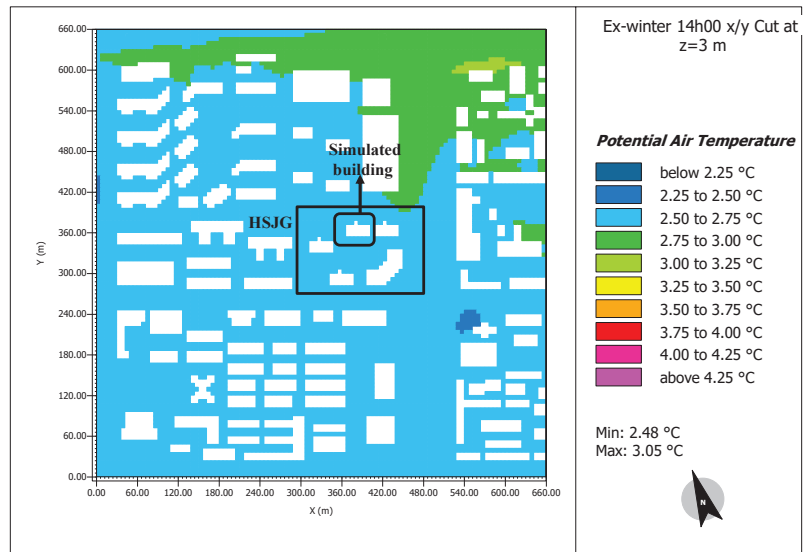 Ex-winter 14h00 x/y Cut at
z=3 m
660.00
600.00
540.00
480.00
420.00
360.00
300.00
240.00
180.00
120.00
60.00
0.00
Y (m)
Simulated
building
HSJG
0.00
60.00
120.00
180.00
240.00
300.00
360.00
420.00
480.00
540.00
600.00
660.00
X (m)
Potential Air Temperature
below 2.25 °C
2.25 to 2.50 °C
2.50 to 2.75 °C
2.75 to 3.00 °C
3.00 to 3.25 °C
3.25 to 3.50 °C
3.50 to 3.75 °C
3.75 to 4.00 °C
4.00 to 4.25 °C
above 4.25 °C
Min: 2.48 °C
Max: 3.05 °C
N